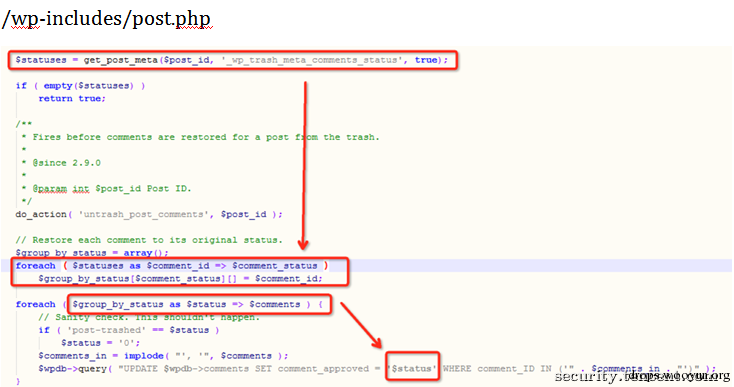 /wp-includes/post.php
$statuses = get_post_meta($post_id, '_wp_trash_meta_comments_status', true);
if ( empty($statuses) )
return true;
/**
* Fires before comments are restored for a post from the trash.
*
* @since 2.9.0
*
* @param int $post_id Post ID.
*/
do_action( 'untrash_post_comments', $post_id );
// Restore each comment to its original status.
$group_by_status = array();
foreach ( $statuses as $comment_id => $comment_status )
$group_by_status[$comment_status][] = $comment_id;
foreach ( $group_by_status as $status => $comments ) {
// Sanity check. This shouldn't happen.
if ( 'post-trashed' == $status )
$status = '0';
$comments_in = implode( "', '", $comments );
$wpdb->query( "UPDATE $wpdb->comments SET comment_approved = '$status' WHERE comment_ID IN ('" . $comments_in . "')" );
}
drops.wooyun.org